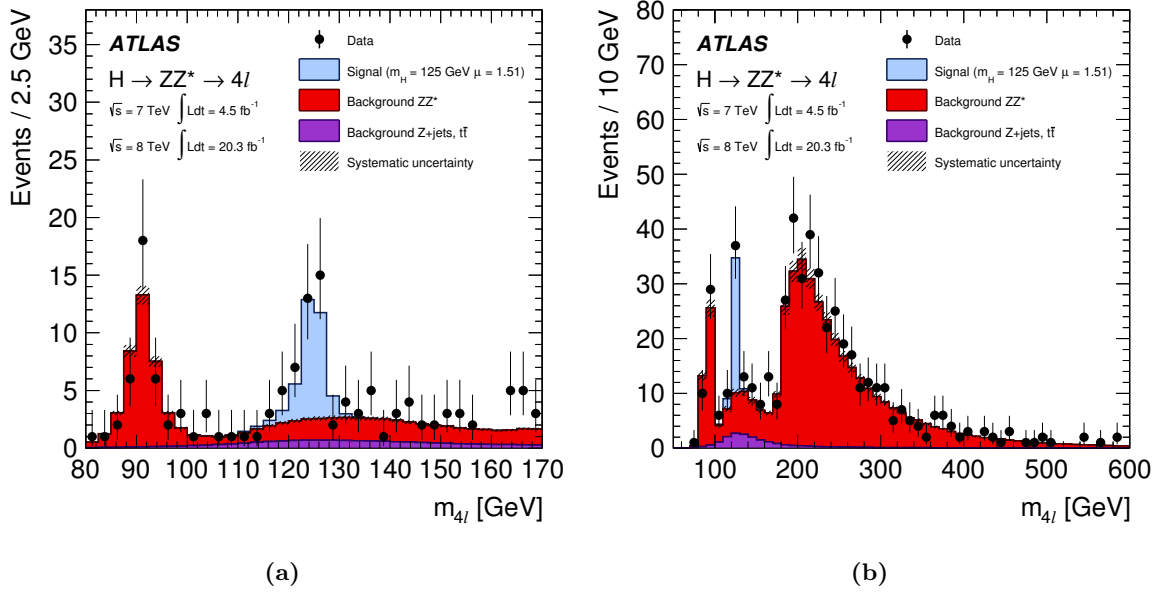 ATLAS
H → ZZ* → 4l
√s = 7 TeV ∫Ldt = 4.5 fb⁻¹
√s = 8 TeV ∫Ldt = 20.3 fb⁻¹
Data
Signal (m_H = 125 GeV μ = 1.51)
Background ZZ*
Background Z+jets, tt̄
Systematic uncertainty
Events / 2.5 GeV
0
5
10
15
20
25
30
35
80 90 100 110 120 130 140 150 160 170
m_4l [GeV]
(a)
ATLAS
H → ZZ* → 4l
√s = 7 TeV ∫Ldt = 4.5 fb⁻¹
√s = 8 TeV ∫Ldt = 20.3 fb⁻¹
Data
Signal (m_H = 125 GeV μ = 1.51)
Background ZZ*
Background Z+jets, tt̄
Systematic uncertainty
Events / 10 GeV
0
10
20
30
40
50
60
70
80
100 200 300 400 500 600
m_4l [GeV]
(b)